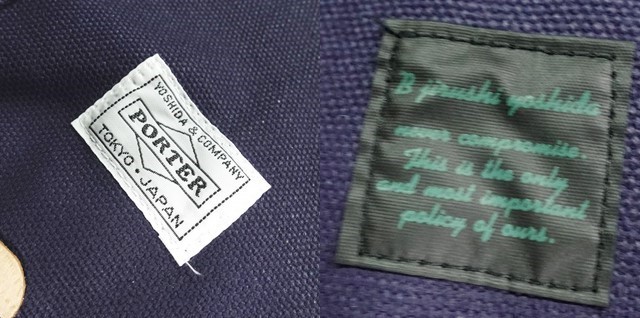 YOSHIDA & COMPANY
PORTER
TOKYO. JAPAN
B jirushi yoshida
never compromise.
This is the only
and most important
policy of ours.